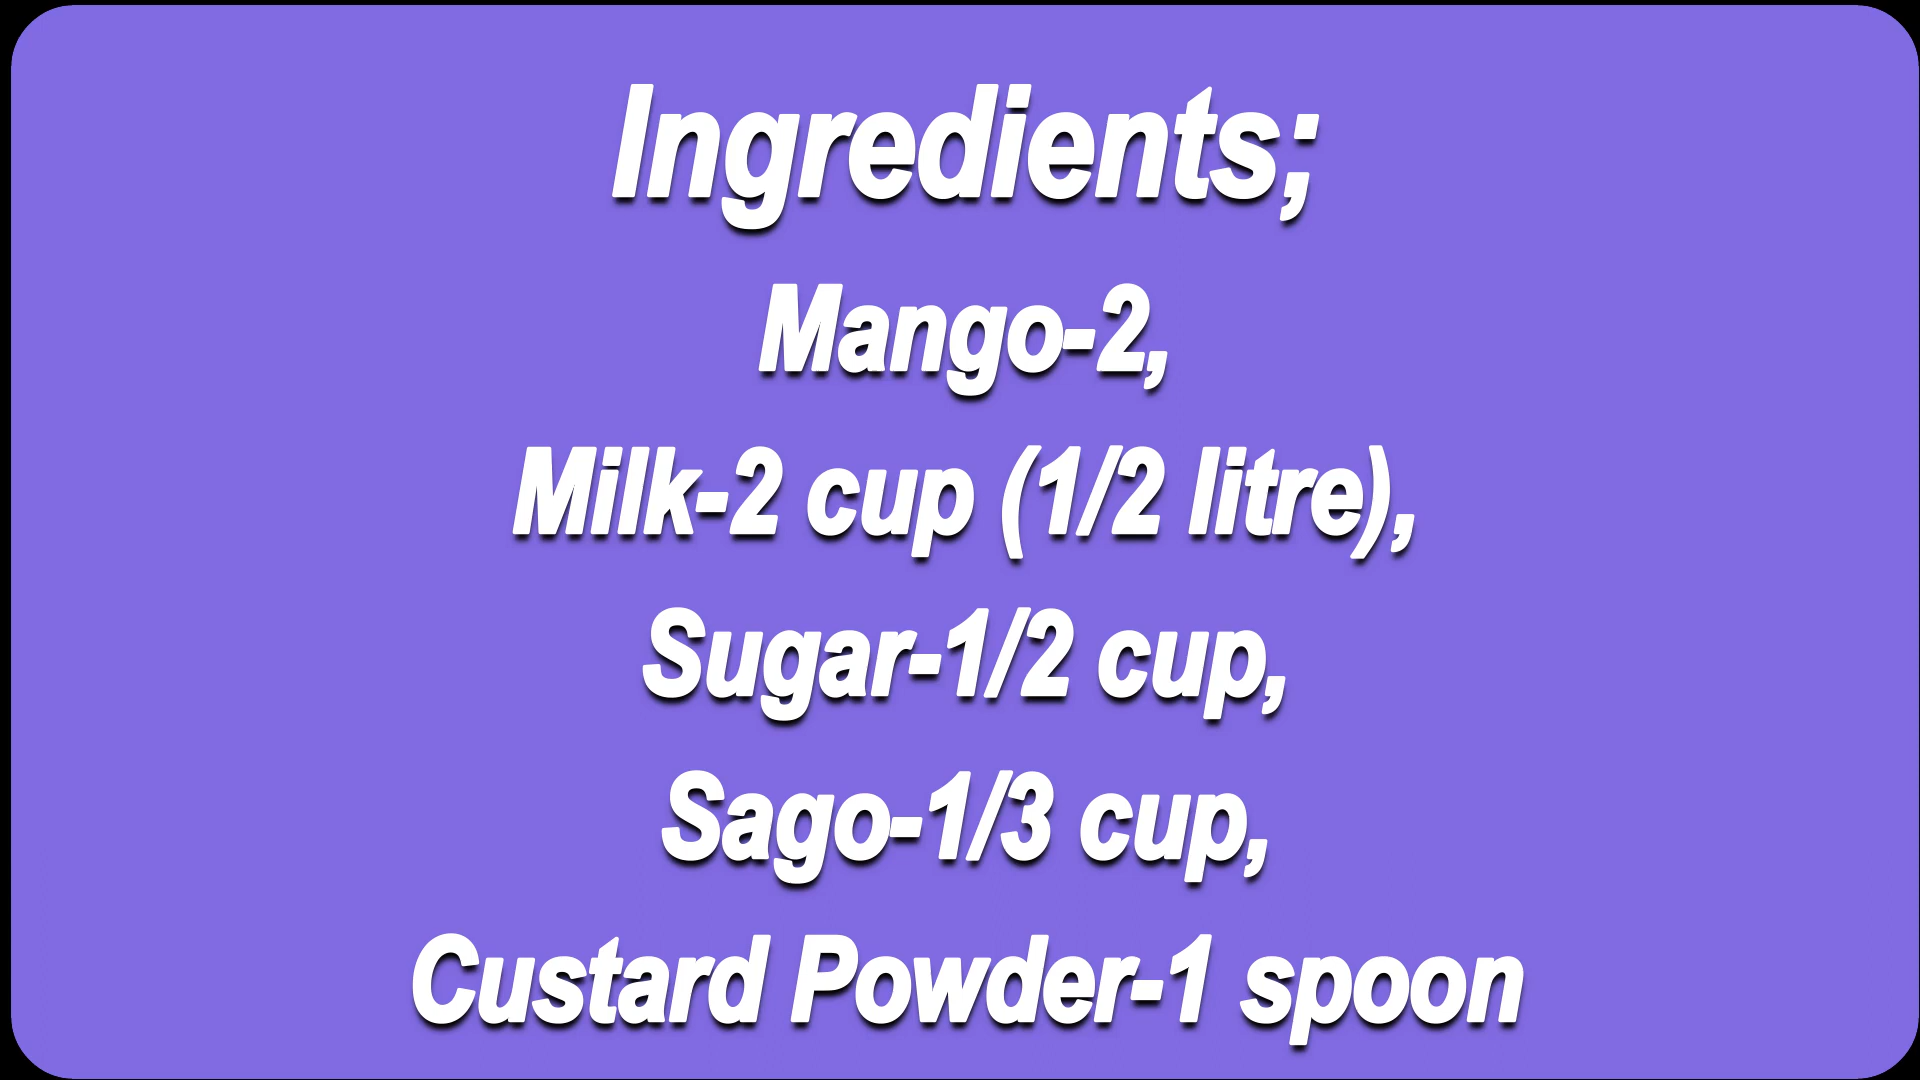 Ingredients;
Mango-2,
Milk-2 cup (1/2 litre),
Sugar-1/2 cup,
Sago-1/3 cup,
Custard Powder-1 spoon